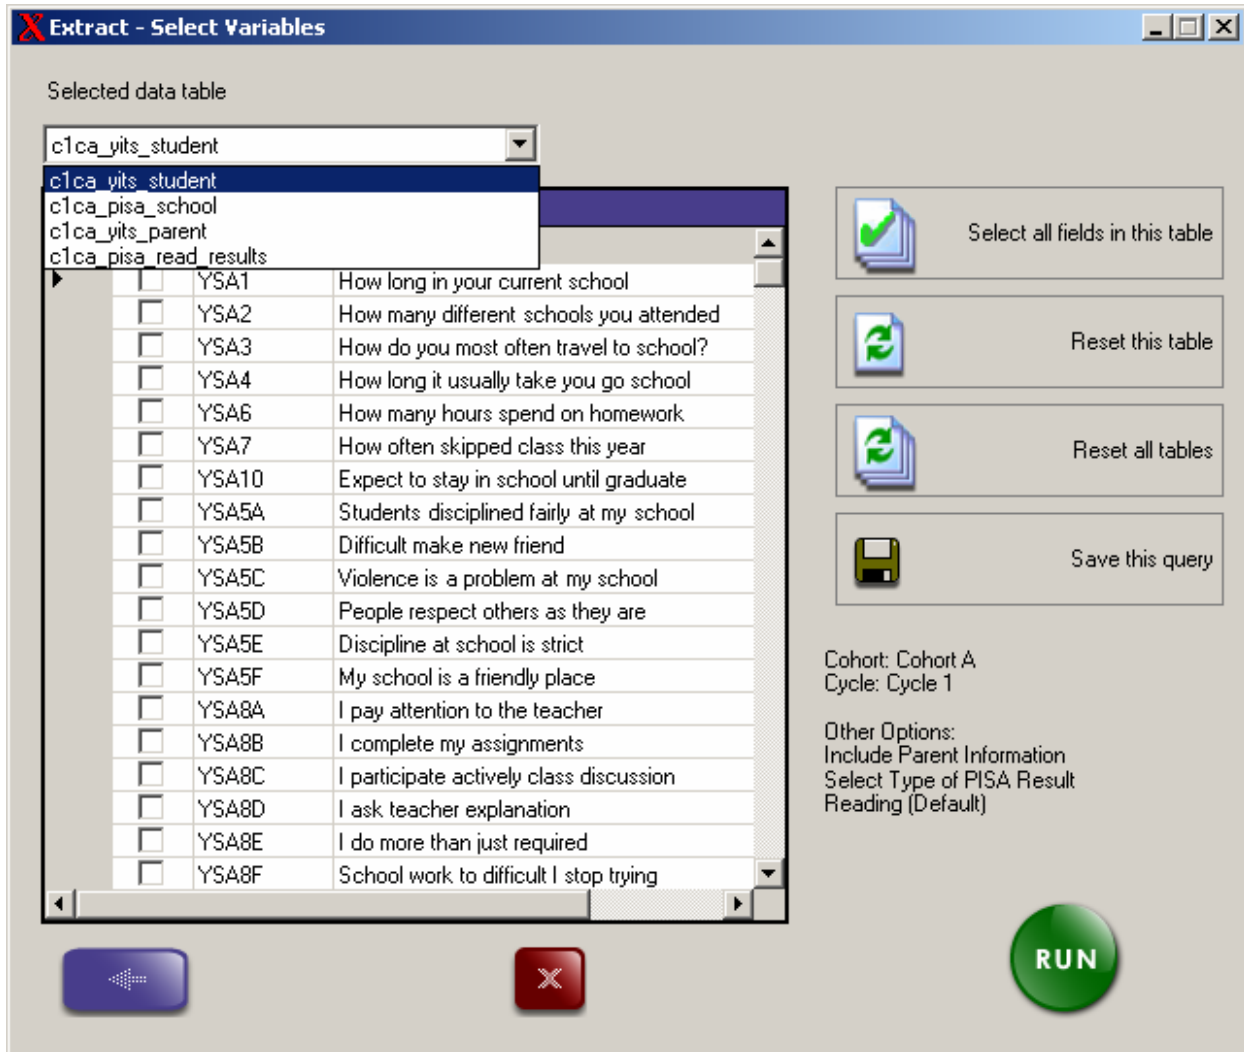 Extract - Select Variables
Selected data table
c1ca_yits_student
c1ca_yits_student
c1ca_pisa_school
c1ca_yits_parent
c1ca_pisa_read_results
YSA1 How long in your current school
YSA2 How many different schools you attended
YSA3 How do you most often travel to school?
YSA4 How long it usually take you go school
YSA6 How many hours spend on homework
YSA7 How often skipped class this year
YSA10 Expect to stay in school until graduate
YSA5A Students disciplined fairly at my school
YSA5B Difficult make new friend
YSA5C Violence is a problem at my school
YSA5D People respect others as they are
YSA5E Discipline at school is strict
YSA5F My school is a friendly place
YSA8A I pay attention to the teacher
YSA8B I complete my assignments
YSA8C I participate actively class discussion
YSA8D I ask teacher explanation
YSA8E I do more than just required
YSA8F School work to difficult I stop trying
Select all fields in this table
Reset this table
Reset all tables
Save this query
Cohort: Cohort A
Cycle: Cycle 1
Other Options:
Include Parent Information
Select Type of PISA Result
Reading (Default)
RUN